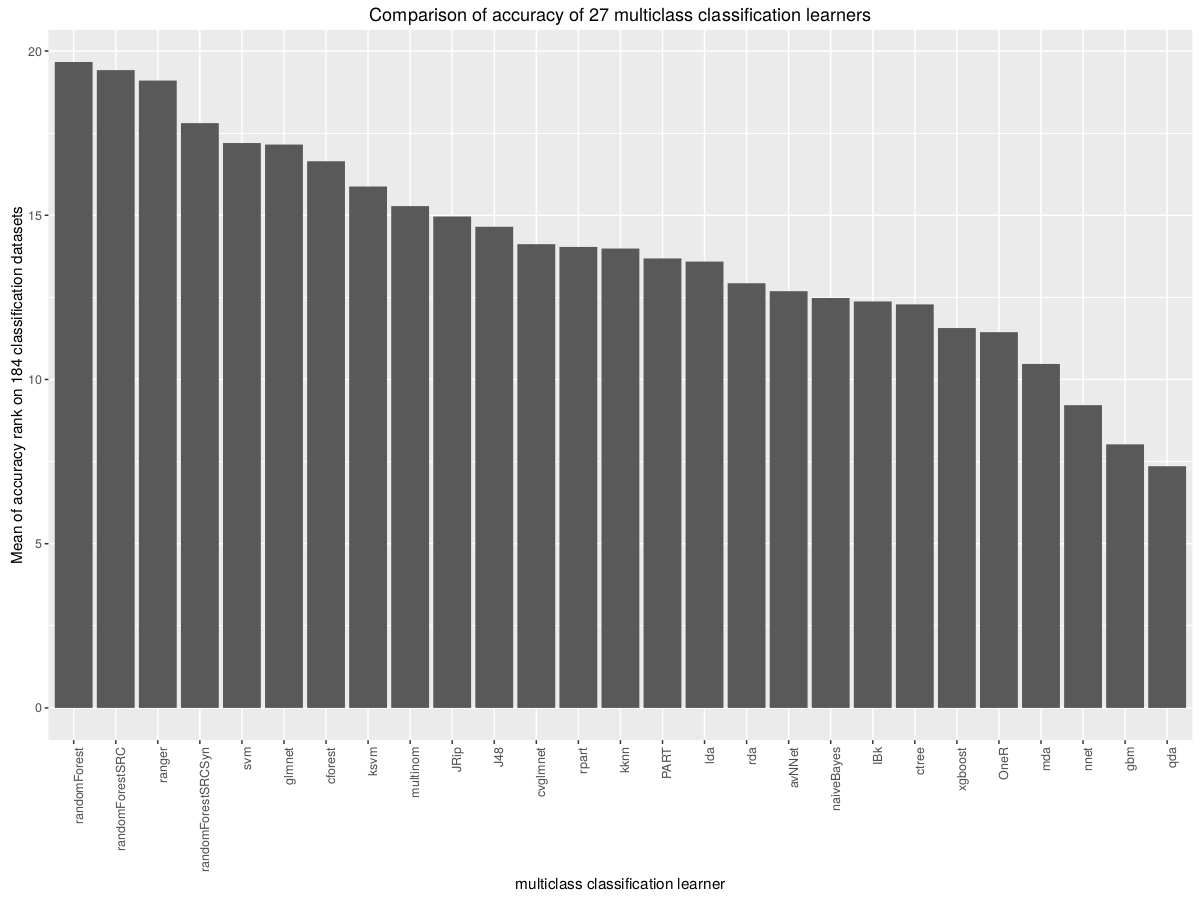 Comparison of accuracy of 27 multiclass classification learners
Mean of accuracy rank on 184 classification datasets
20
15
10
5
0
randomForest
randomForestSRC
ranger
randomForestSRCSyn
svm
glmnet
cforest
ksvm
multinom
JRip
J48
cvglmnet
rpart
kknn
PART
lda
rda
avNNet
naiveBayes
IBk
ctree
xgboost
OneR
mda
nnet
gbm
qda
multiclass classification learner